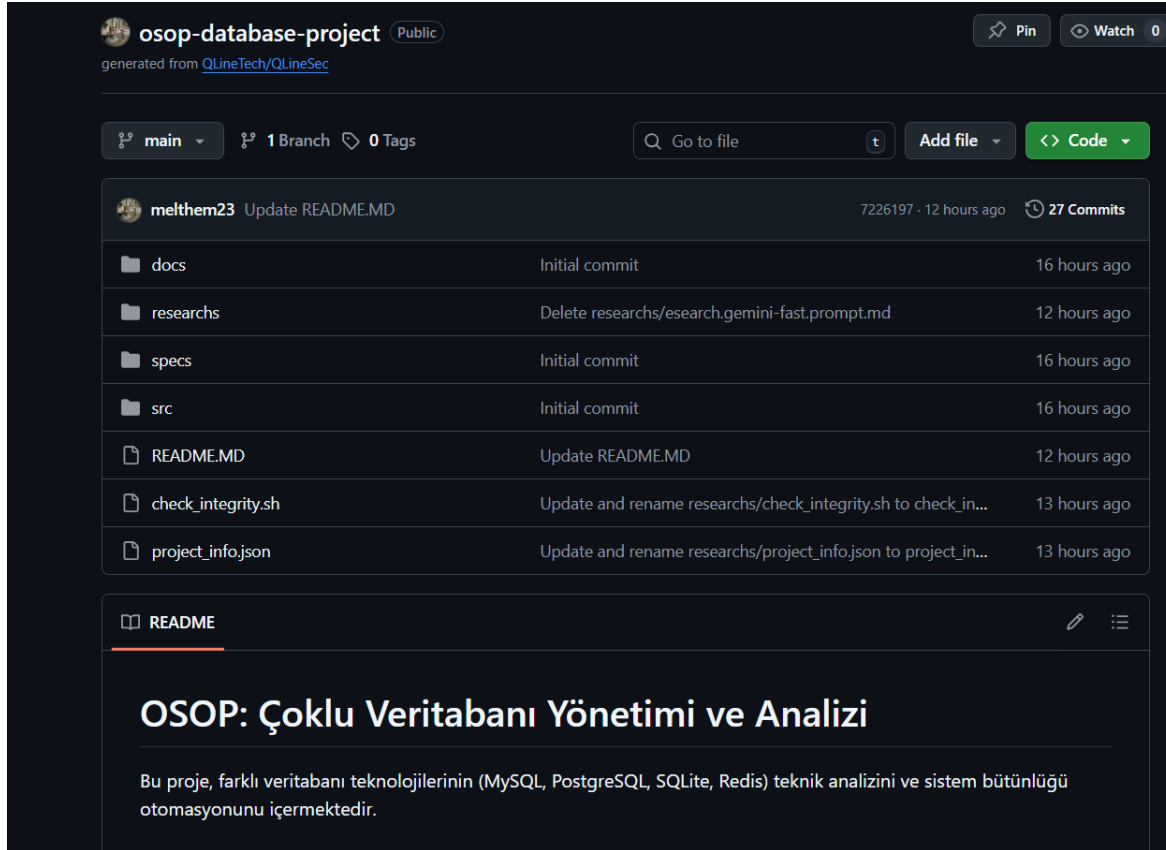 osop-database-project Public
Pin
Watch 0
generated from QLineTech/QLineSec
main
1 Branch
0 Tags
Go to file
t
Add file
Code
melthem23 Update README.MD
7226197 · 12 hours ago
27 Commits
docs Initial commit 16 hours ago
researchs Delete researchs/esearch.gemini-fast.prompt.md 12 hours ago
specs Initial commit 16 hours ago
src Initial commit 16 hours ago
README.MD Update README.MD 12 hours ago
check_integrity.sh Update and rename researchs/check_integrity.sh to check_in... 13 hours ago
project_info.json Update and rename researchs/project_info.json to project_in... 13 hours ago
README
OSOP: Çoklu Veritabanı Yönetimi ve Analizi
Bu proje, farklı veritabanı teknolojilerinin (MySQL, PostgreSQL, SQLite, Redis) teknik analizini ve sistem bütünlüğü
otomasyonunu içermektedir.